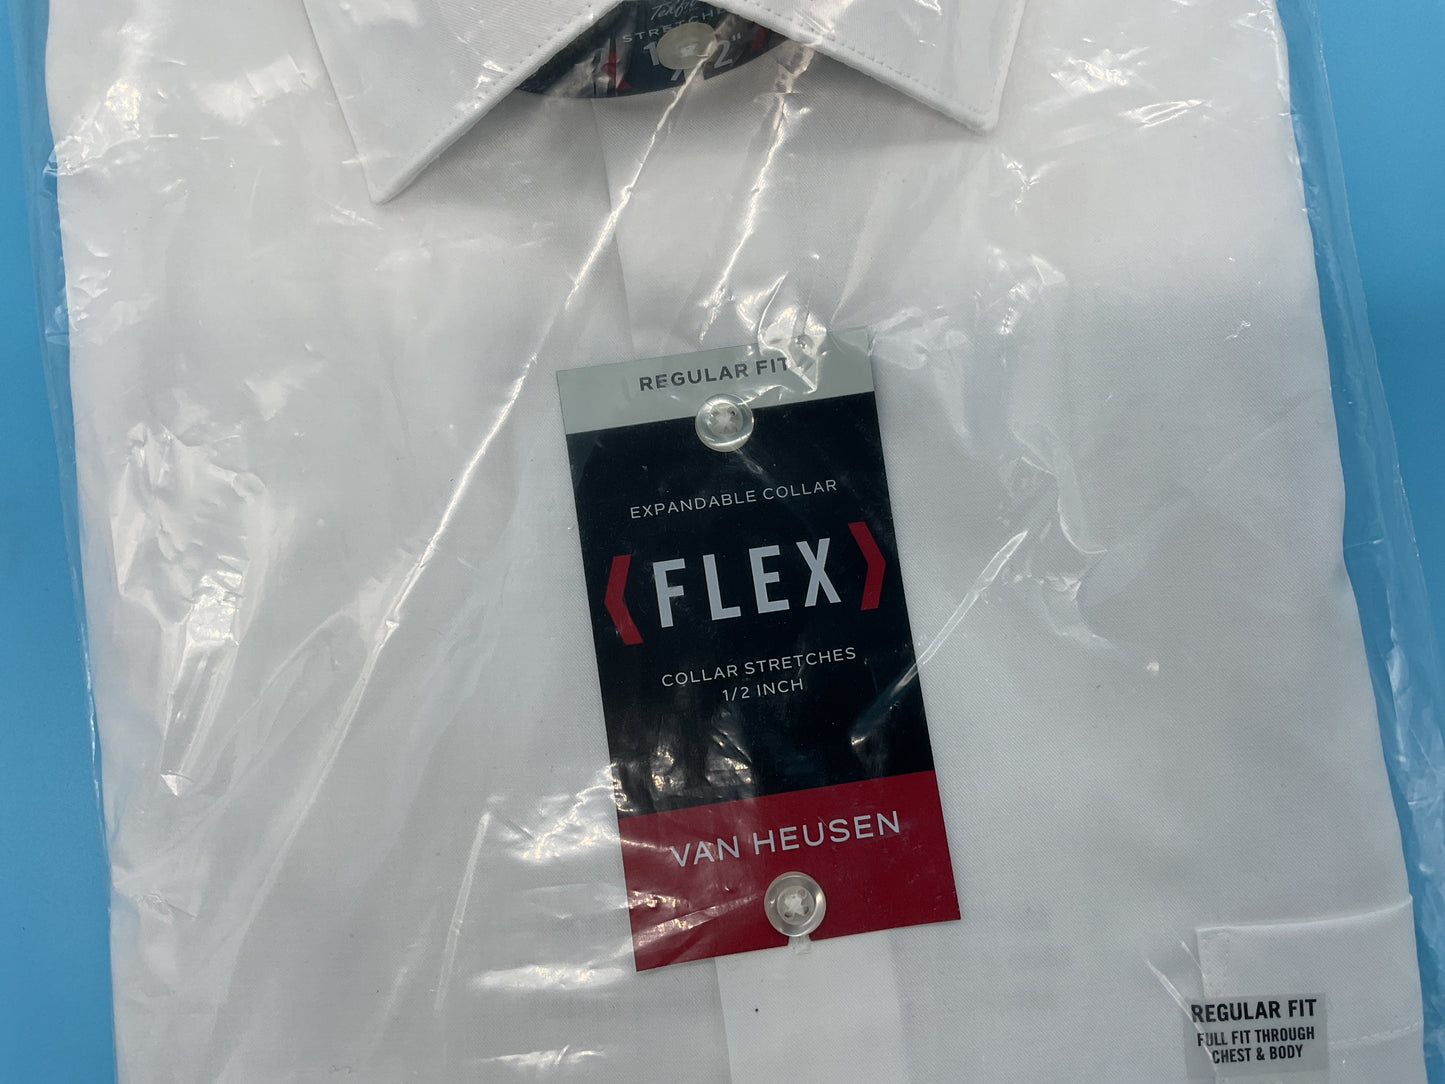 STRETCHES
REGULAR FIT
EXPANDABLE COLLAR
FLEX
COLLAR STRETCHES
1/2 INCH
VAN HEUSEN
REGULAR FIT
FULL FIT THROUGH
CHEST & BODY